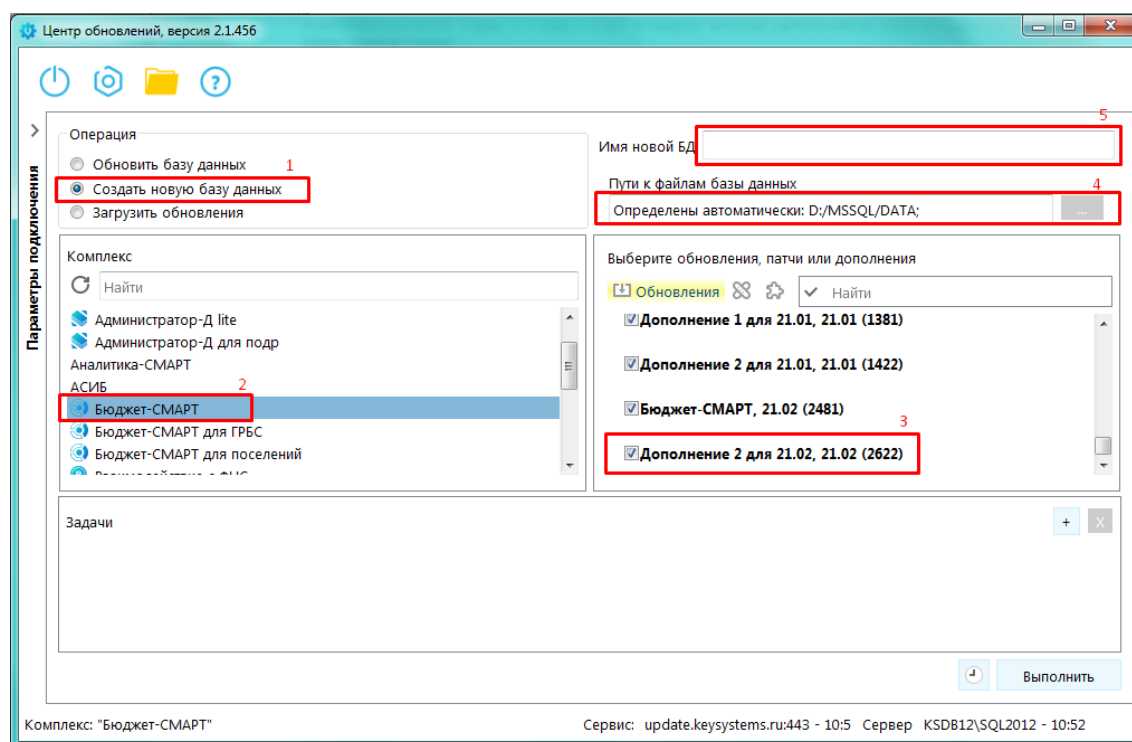 Центр обновлений, версия 2.1.456
Параметры подключения
Операция
Обновить базу данных
1
Создать новую базу данных
Загрузить обновления
5
Имя новой БД
Пути к файлам базы данных
4
Определены автоматически: D:/MSSQL/DATA;
...
Комплекс
Найти
Администратор-Д lite
Администратор-Д для подр
Аналитика-СМАРТ
АСИБ
2
Бюджет-СМАРТ
Бюджет-СМАРТ для ГРБС
Бюджет-СМАРТ для поселений
Выберите обновления, патчи или дополнения
Обновления
Найти
Дополнение 1 для 21.01, 21.01 (1381)
Дополнение 2 для 21.01, 21.01 (1422)
Бюджет-СМАРТ, 21.02 (2481)
3
Дополнение 2 для 21.02, 21.02 (2622)
Задачи
+ X
Выполнить
Комплекс: "Бюджет-СМАРТ"
Сервис: update.keysystems.ru:443 - 10:5 Сервер KSDB12\SQL2012 - 10:52